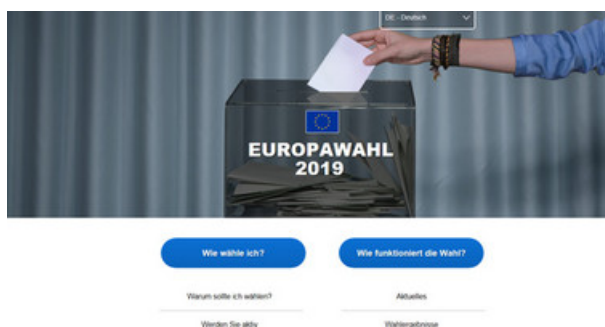 DE - Deutsch
EUROPAWAHL
2019
Wie wähle ich?
Wie funktioniert die Wahl?
Warum sollte ich wählen?
Aktuelles
Werden Sie aktiv
Wahlergebnisse